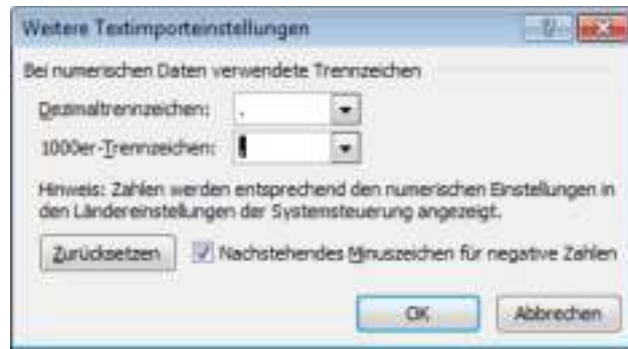 Weitere Textimporteinstellungen
Bei numerischen Daten verwendete Trennzeichen
Dezimaltrennzeichen: .
1000er-Trennzeichen:
Hinweis: Zahlen werden entsprechend den numerischen Einstellungen in
den Ländereinstellungen der Systemsteuerung angezeigt.
Zurücksetzen Nachstehendes Minuszeichen für negative Zahlen
OK Abbrechen